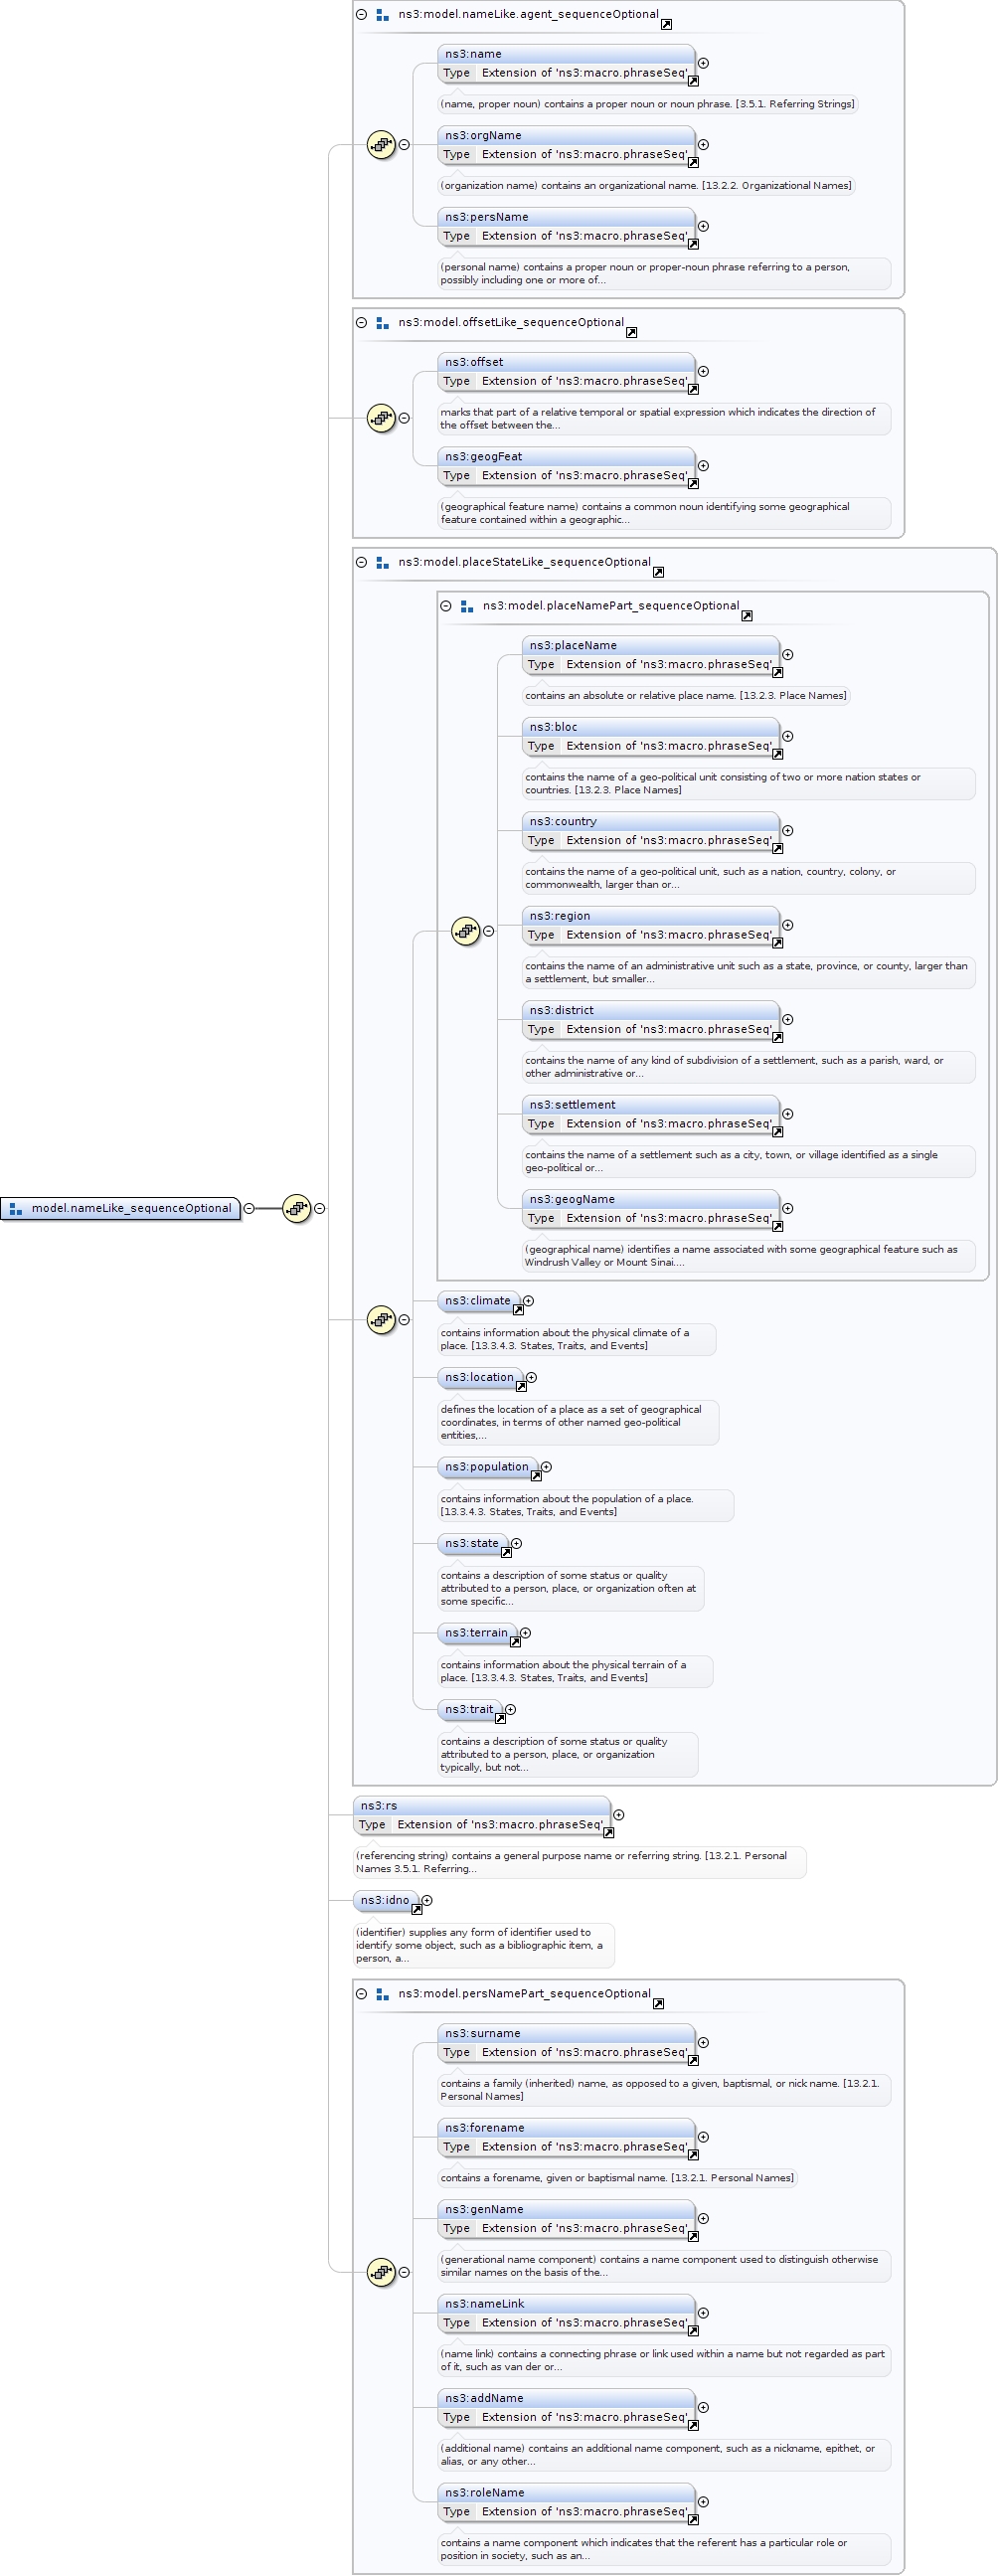 ns3:model.nameLike.agent_sequenceOptional
ns3:name
Type Extension of 'ns3:macro.phraseSeq'
(name, proper noun) contains a proper noun or noun phrase. [3.5.1. Referring Strings]
ns3:orgName
Type Extension of 'ns3:macro.phraseSeq'
(organization name) contains an organizational name. [13.2.2. Organizational Names]
ns3:persName
Type Extension of 'ns3:macro.phraseSeq'
(personal name) contains a proper noun or proper-noun phrase referring to a person,
possibly including one or more of...
ns3:model.offsetLike_sequenceOptional
ns3:offset
Type Extension of 'ns3:macro.phraseSeq'
marks that part of a relative temporal or spatial expression which indicates the direction of
the offset between the...
ns3:geogFeat
Type Extension of 'ns3:macro.phraseSeq'
(geographical feature name) contains a common noun identifying some geographical
feature contained within a geographic...
ns3:model.placeStateLike_sequenceOptional
ns3:model.placeNamePart_sequenceOptional
ns3:placeName
Type Extension of 'ns3:macro.phraseSeq'
contains an absolute or relative place name. [13.2.3. Place Names]
ns3:bloc
Type Extension of 'ns3:macro.phraseSeq'
contains the name of a geo-political unit consisting of two or more nation states or
countries. [13.2.3. Place Names]
ns3:country
Type Extension of 'ns3:macro.phraseSeq'
contains the name of a geo-political unit, such as a nation, country, colony, or
commonwealth, larger than or...
ns3:region
Type Extension of 'ns3:macro.phraseSeq'
contains the name of an administrative unit such as a state, province, or county, larger than
a settlement, but smaller...
ns3:district
Type Extension of 'ns3:macro.phraseSeq'
contains the name of any kind of subdivision of a settlement, such as a parish, ward, or
other administrative or...
ns3:settlement
Type Extension of 'ns3:macro.phraseSeq'
contains the name of a settlement such as a city, town, or village identified as a single
geo-political or...
ns3:geogName
Type Extension of 'ns3:macro.phraseSeq'
(geographical name) identifies a name associated with some geographical feature such as
Windrush Valley or Mount Sinai....
model.nameLike_sequenceOptional
ns3:climate
contains information about the physical climate of a
place. [13.3.4.3. States, Traits, and Events]
ns3:location
defines the location of a place as a set of geographical
coordinates, in terms of other named geo-political
entities,...
ns3:population
contains information about the population of a place.
[13.3.4.3. States, Traits, and Events]
ns3:state
contains a description of some status or quality
attributed to a person, place, or organization often at
some specific...
ns3:terrain
contains information about the physical terrain of a
place. [13.3.4.3. States, Traits, and Events]
ns3:trait
contains a description of some status or quality
attributed to a person, place, or organization
typically, but not...
ns3:rs
Type Extension of 'ns3:macro.phraseSeq'
(referencing string) contains a general purpose name or referring string. [13.2.1. Personal
Names 3.5.1. Referring...
ns3:idno
(identifier) supplies any form of identifier used to
identify some object, such as a bibliographic item, a
person, a...
ns3:model.persNamePart_sequenceOptional
ns3:surname
Type Extension of 'ns3:macro.phraseSeq'
contains a family (inherited) name, as opposed to a given, baptismal, or nick name. [13.2.1.
Personal Names]
ns3:forename
Type Extension of 'ns3:macro.phraseSeq'
contains a forename, given or baptismal name. [13.2.1. Personal Names]
ns3:genName
Type Extension of 'ns3:macro.phraseSeq'
(generational name component) contains a name component used to distinguish otherwise
similar names on the basis of the...
ns3:nameLink
Type Extension of 'ns3:macro.phraseSeq'
(name link) contains a connecting phrase or link used within a name but not regarded as part
of it, such as van der or...
ns3:addName
Type Extension of 'ns3:macro.phraseSeq'
(additional name) contains an additional name component, such as a nickname, epithet, or
alias, or any other...
ns3:roleName
Type Extension of 'ns3:macro.phraseSeq'
contains a name component which indicates that the referent has a particular role or
position in society, such as an...